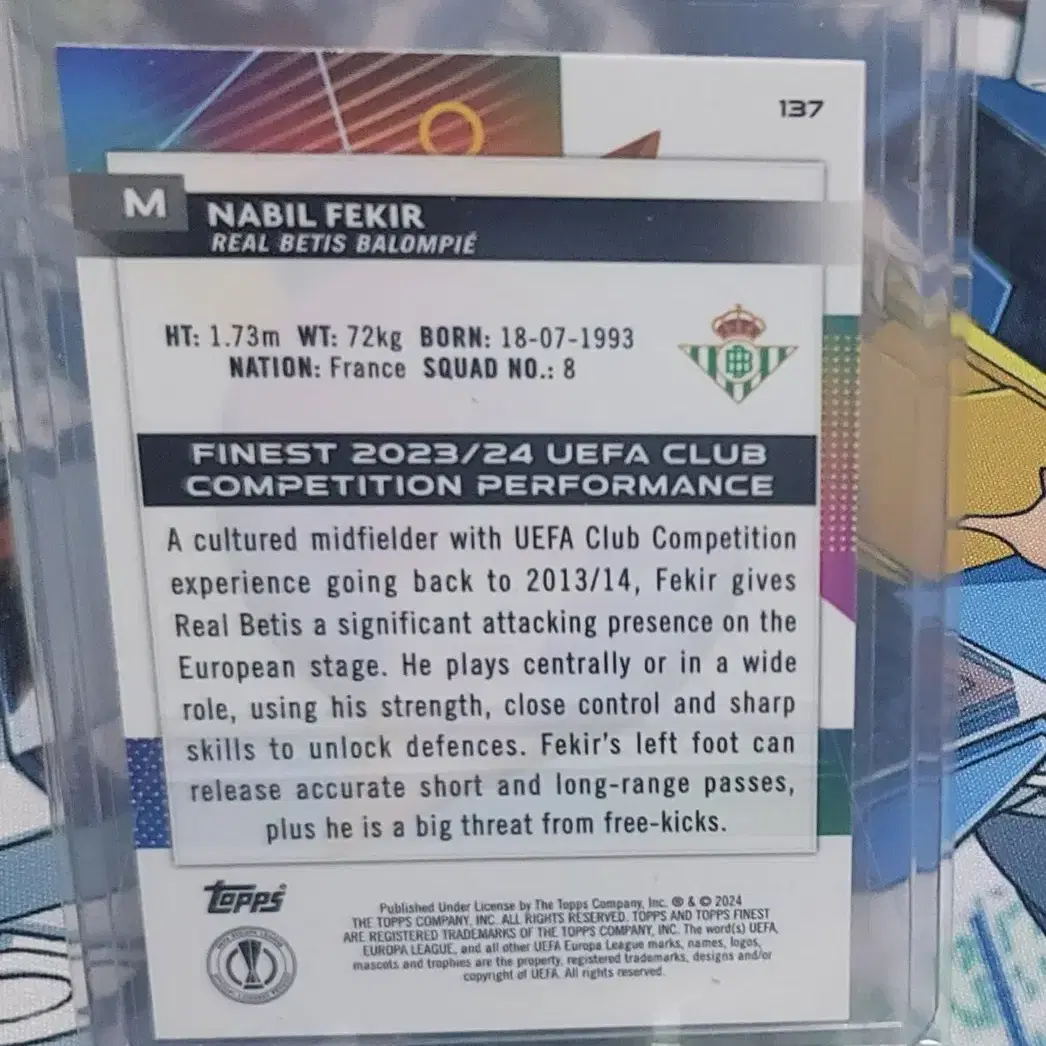 137
M
NABIL FEKIR
REAL BETIS BALOMPIÉ
HT: 1.73m WT: 72kg BORN: 18-07-1993
NATION: France SQUAD NO.: 8
FINEST 2023/24 UEFA CLUB
COMPETITION PERFORMANCE
A cultured midfielder with UEFA Club Competition
experience going back to 2013/14, Fekir gives
Real Betis a significant attacking presence on the
European stage. He plays centrally or in a wide
role, using his strength, close control and sharp
skills to unlock defences. Fekir's left foot can
release accurate short and long-range passes,
plus he is a big threat from free-kicks.
topps
Published Under License by The Topps Company, Inc. ® & © 2024
THE TOPPS COMPANY, INC. ALL RIGHTS RESERVED. TOPPS AND TOPPS FINEST
ARE REGISTERED TRADEMARKS OF THE TOPPS COMPANY, INC. The word(s) UEFA,
EUROPA LEAGUE, and all other UEFA Europa League marks, names, logos,
mascots and trophies are the property, registered trademarks, designs and/or
copyright of UEFA. All rights reserved.